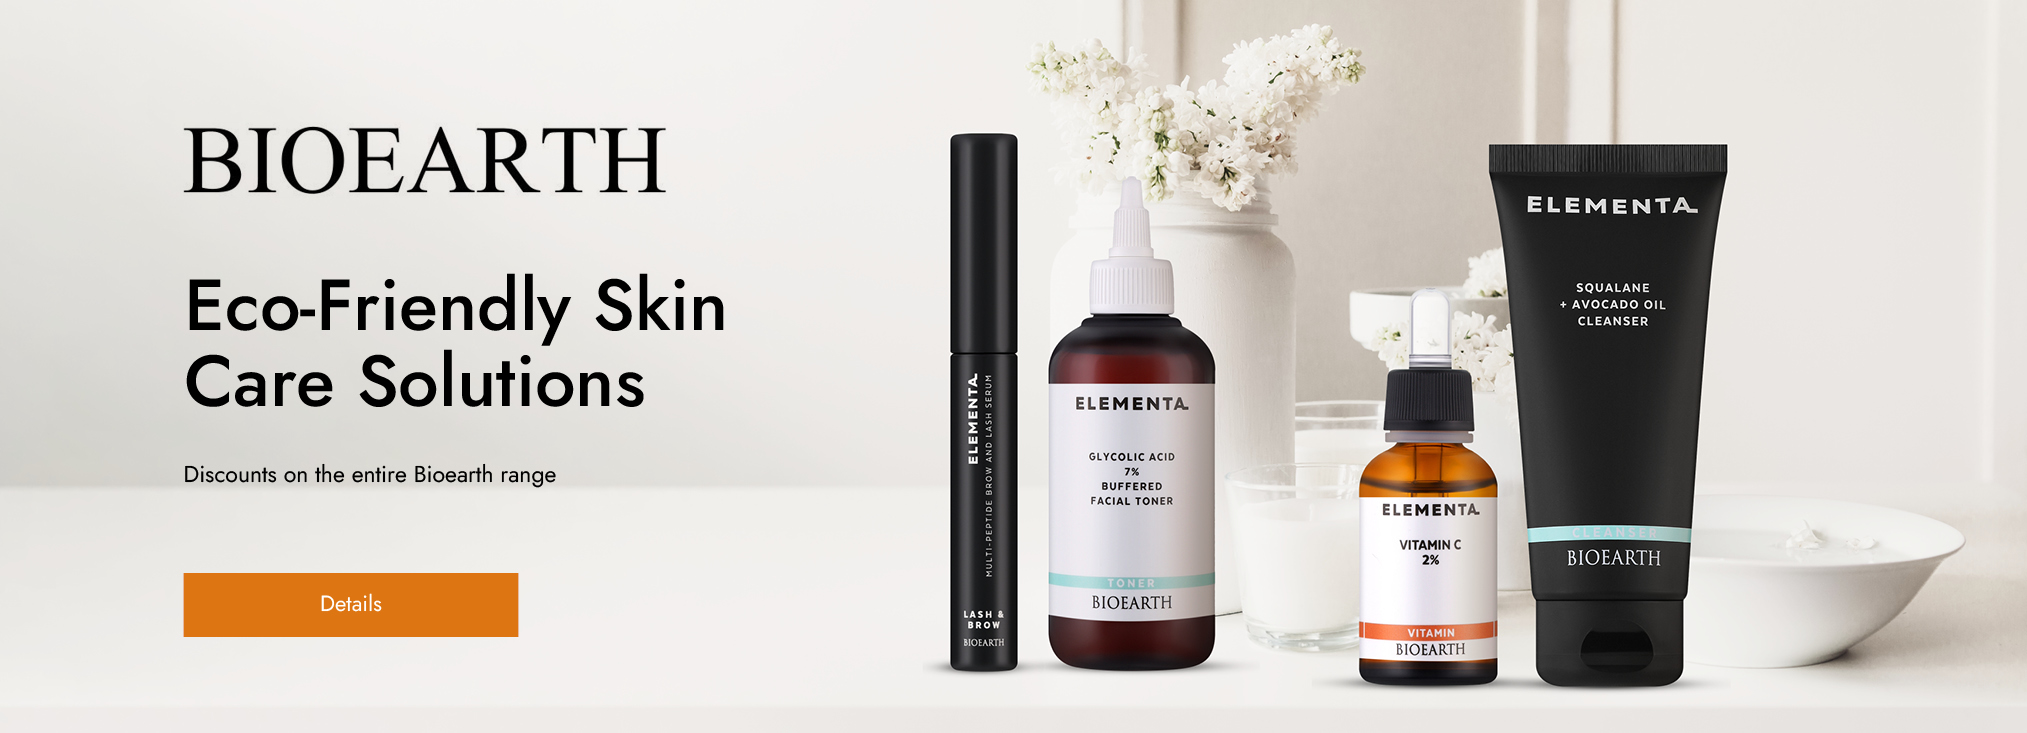 BIOEARTH
Eco-Friendly Skin
Care Solutions
Discounts on the entire Bioearth range
Details
ELEMENTA
MULTI-PEPTIDE BROW AND LASH SERUM
LASH &
BROW
BIOEARTH
ELEMENTA
GLYCOLIC ACID
7%
BUFFERED
FACIAL TONER
TONER
BIOEARTH
ELEMENTA
VITAMIN C
2%
VITAMIN
BIOEARTH
ELEMENTA
SQUALANE
+ AVOCADO OIL
CLEANSER
CLEANSER
BIOEARTH